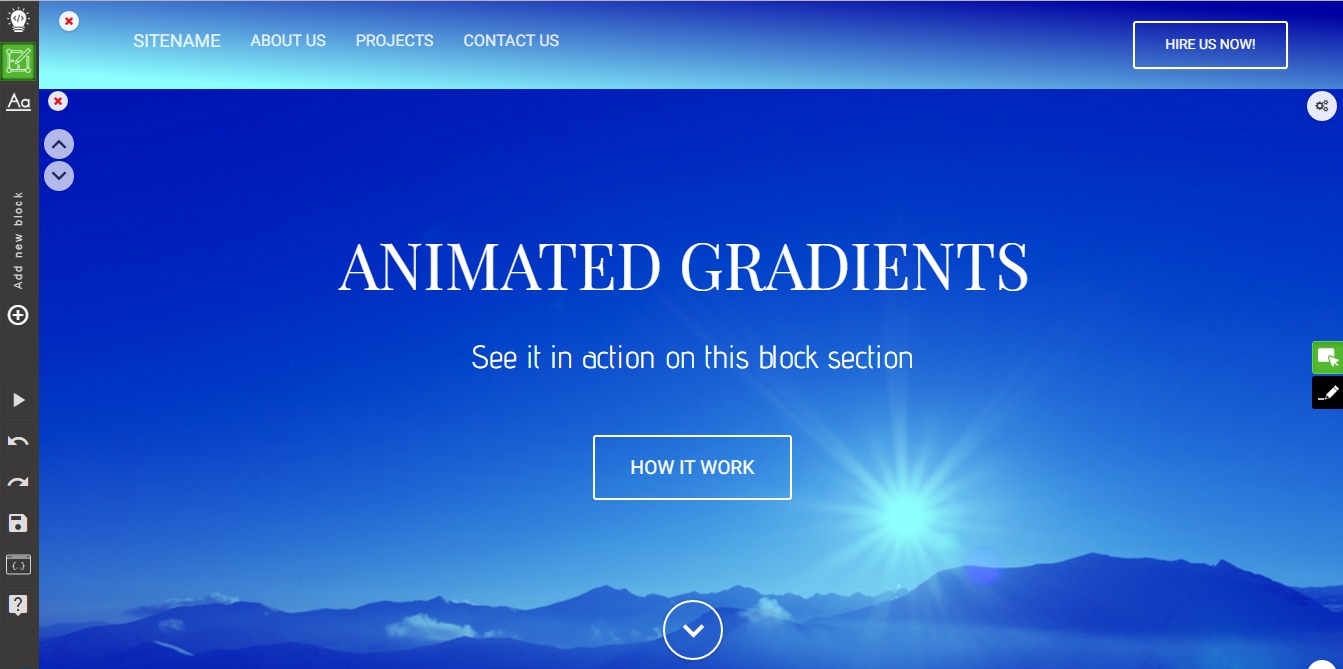 SITENAME ABOUT US PROJECTS CONTACT US HIRE US NOW!
Aa
Add new block
ANIMATED GRADIENTS
See it in action on this block section
HOW IT WORK
{..}
?